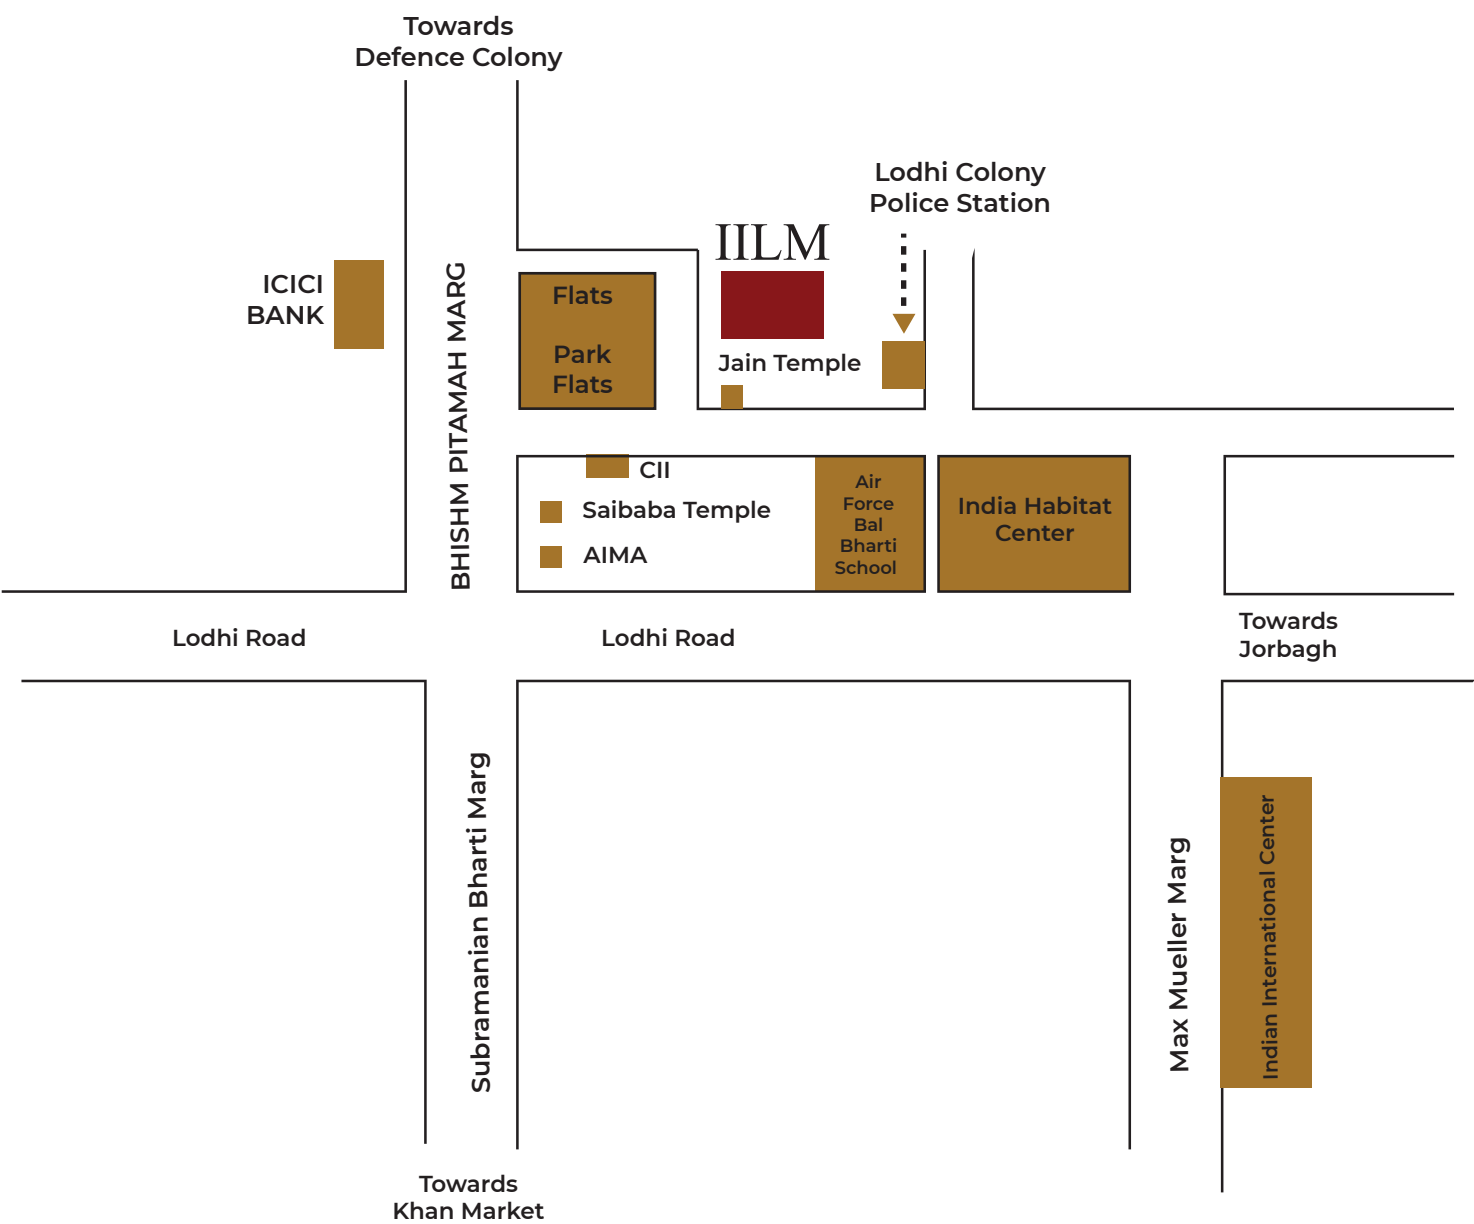 Towards
Defence Colony
Lodhi Colony
Police Station
IILM
ICICI
BANK
BHISHM PITAMAH MARG
Flats
Park
Flats
Jain Temple
CII
Saibaba Temple
AIMA
Air
Force
Bal
Bharti
School
India Habitat
Center
Lodhi Road
Lodhi Road
Towards
Jorbagh
Subramanian Bharti Marg
Max Mueller Marg
Indian International Center
Towards
Khan Market